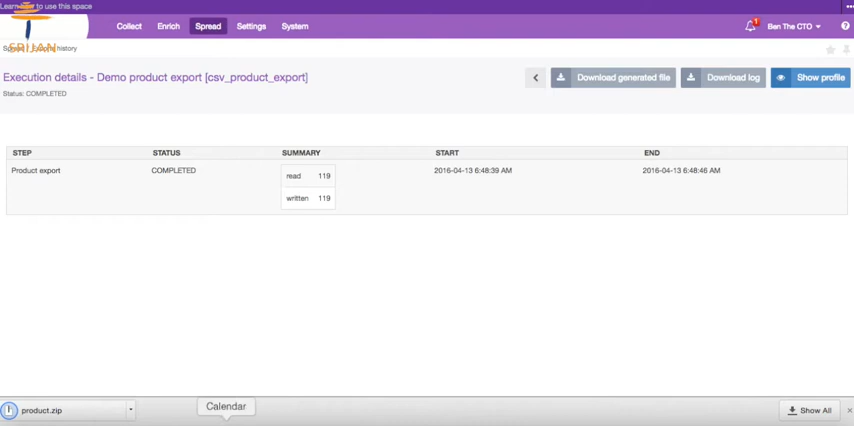 Learn how to use this space
Collect Enrich Spread Settings System 1 Ben The CTO
SRIJAN
history
Execution details - Demo product export [csv_product_export]
Download generated file Download log Show profile
Status: COMPLETED
STEP STATUS SUMMARY START END
Product export COMPLETED read 119 2016-04-13 6:48:39 AM 2016-04-13 6:48:46 AM
written 119
product.zip Calendar Show All